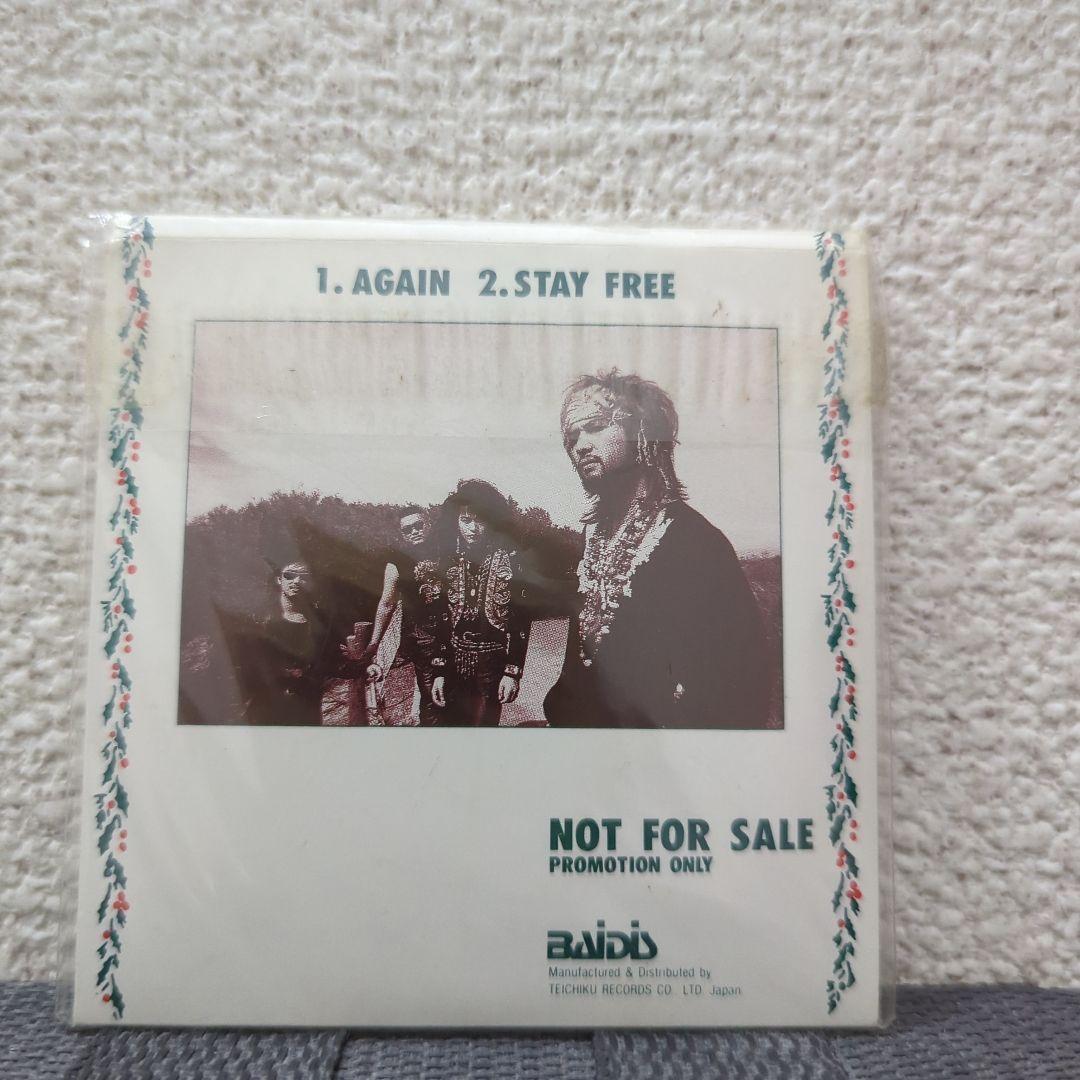 1. AGAIN 2. STAY FREE
NOT FOR SALE
PROMOTION ONLY
BAiDiS
Manufactured & Distributed by
TEICHIKU RECORDS CO. LTD. Japan